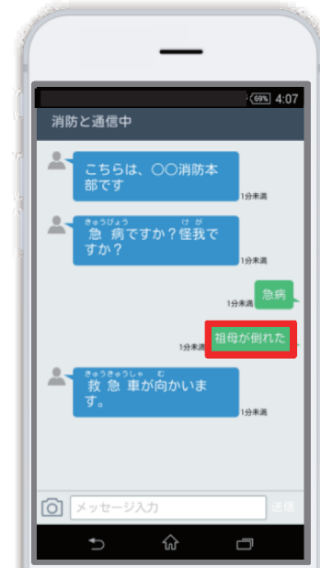 69% 4:07
消防と通信中
こちらは、〇〇消防本
部です
1分未満
きゅうびょう けが
急病ですか？怪我で
すか？
1分未満
急病
1分未満
祖母が倒れた
1分未満
きゅうきゅうしゃ む
救急車が向かいま
す。
1分未満
メッセージ入力
送信